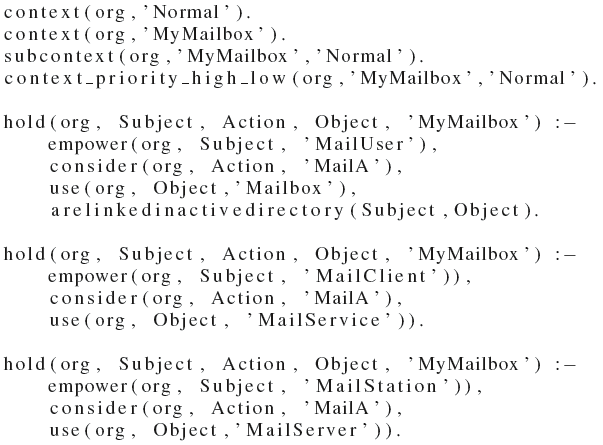 context(org,'Normal').
context(org,'MyMailbox').
subcontext(org,'MyMailbox','Normal').
context_priority_high_low(org,'MyMailbox','Normal').
hold(org, Subject, Action, Object, 'MyMailbox') :-
empower(org, Subject, 'MailUser'),
consider(org, Action, 'MailA'),
use(org, Object,'Mailbox'),
arelinkedinactivedirectory(Subject,Object).
hold(org, Subject, Action, Object, 'MyMailbox') :-
empower(org, Subject, 'MailClient')),
consider(org, Action, 'MailA'),
use(org, Object, 'MailService')).
hold(org, Subject, Action, Object, 'MyMailbox') :-
empower(org, Subject, 'MailStation')),
consider(org, Action, 'MailA'),
use(org, Object,'MailServer')).